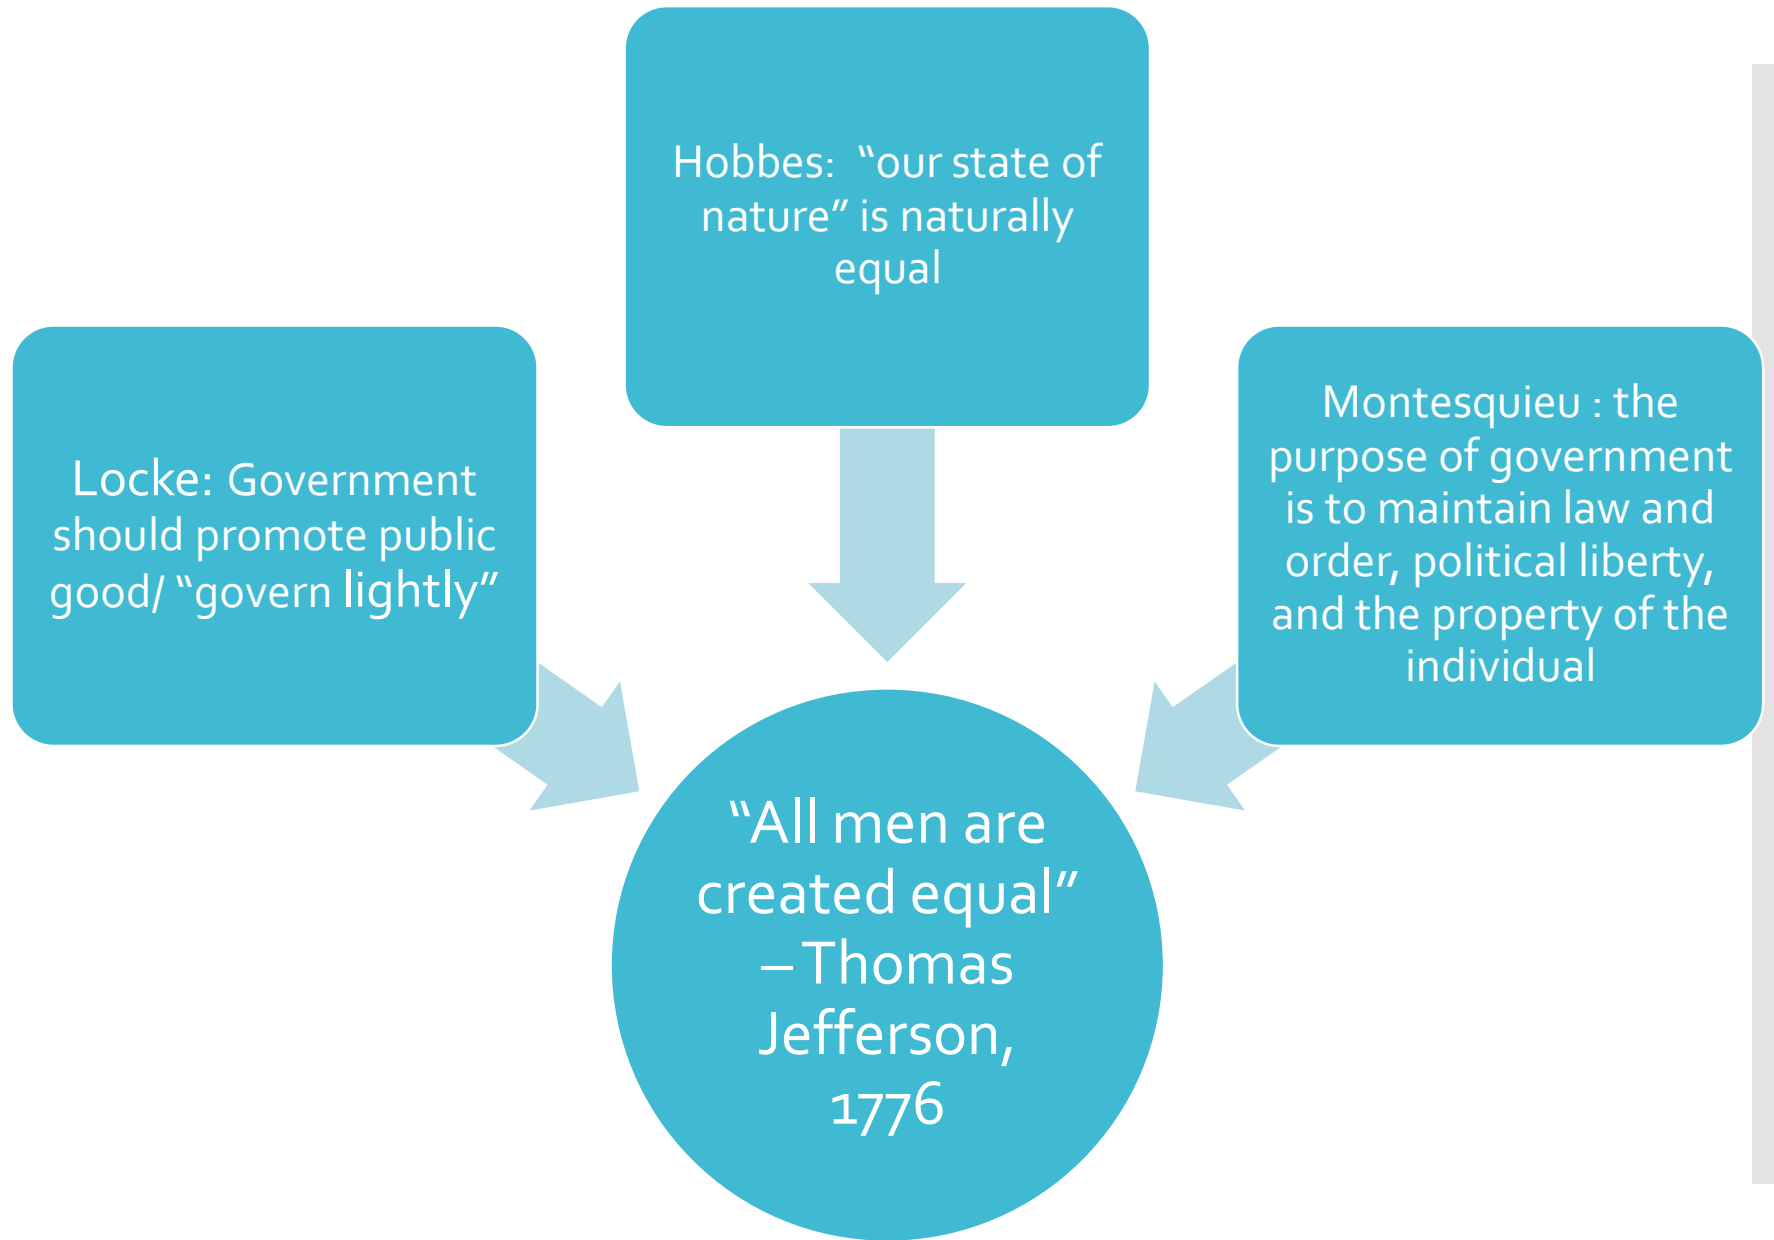 Hobbes: “our state of
nature” is naturally
equal
Locke: Government
should promote public
good/ “govern lightly”
Montesquieu : the
purpose of government
is to maintain law and
order, political liberty,
and the property of the
individual
“All men are
created equal”
– Thomas
Jefferson,
1776